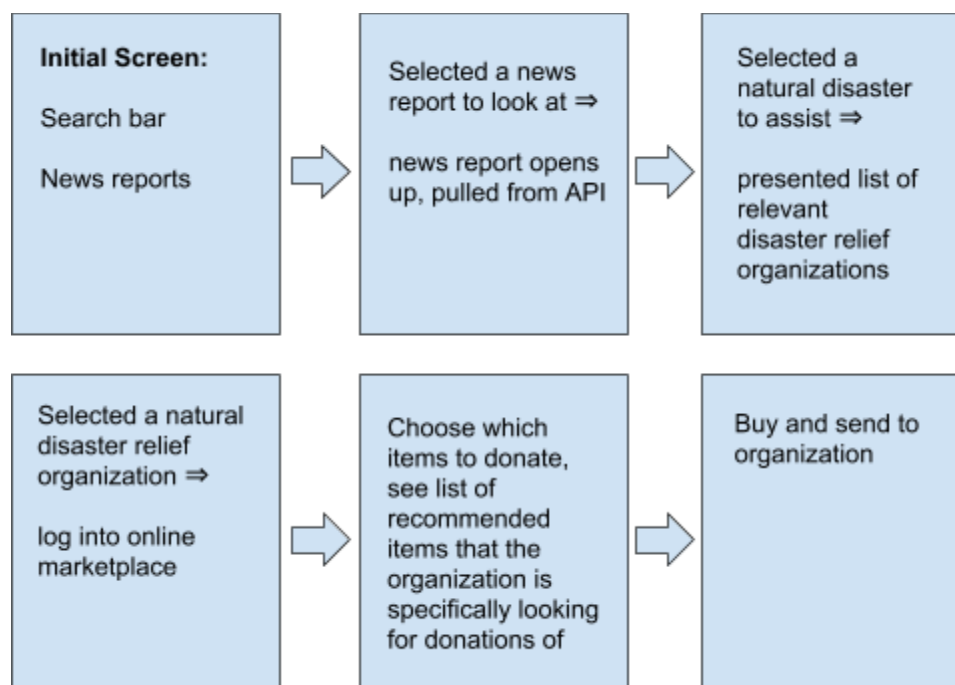 Initial Screen:
Search bar
News reports
Selected a news
report to look at ⇒
news report opens
up, pulled from API
Selected a
natural disaster
to assist ⇒
presented list of
relevant
disaster relief
organizations
Selected a natural
disaster relief
organization ⇒
log into online
marketplace
Choose which
items to donate,
see list of
recommended
items that the
organization is
specifically looking
for donations of
Buy and send to
organization